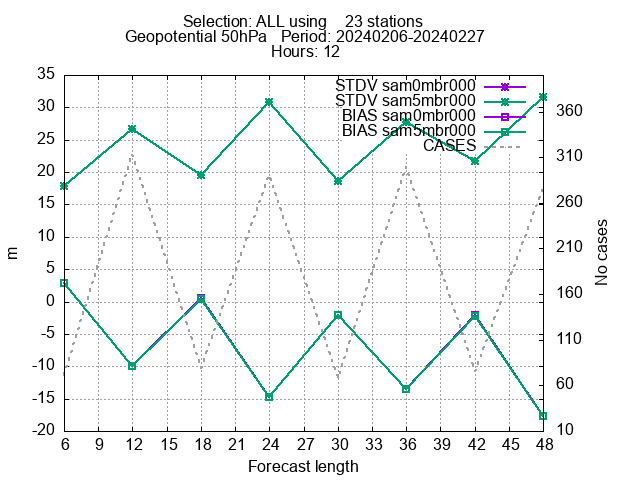 Selection: ALL using    23 stations
Geopotential 50hPa   Period: 20240206-20240227
Hours: 12
STDV sam0mbr000
STDV sam5mbr000
BIAS sam0mbr000
BIAS sam5mbr000
CASES
35
30
25
20
15
10
5
0
-5
-10
-15
-20
m
360
310
260
210
160
110
60
10
No cases
6 9 12 15 18 21 24 27 30 33 36 39 42 45 48
Forecast length